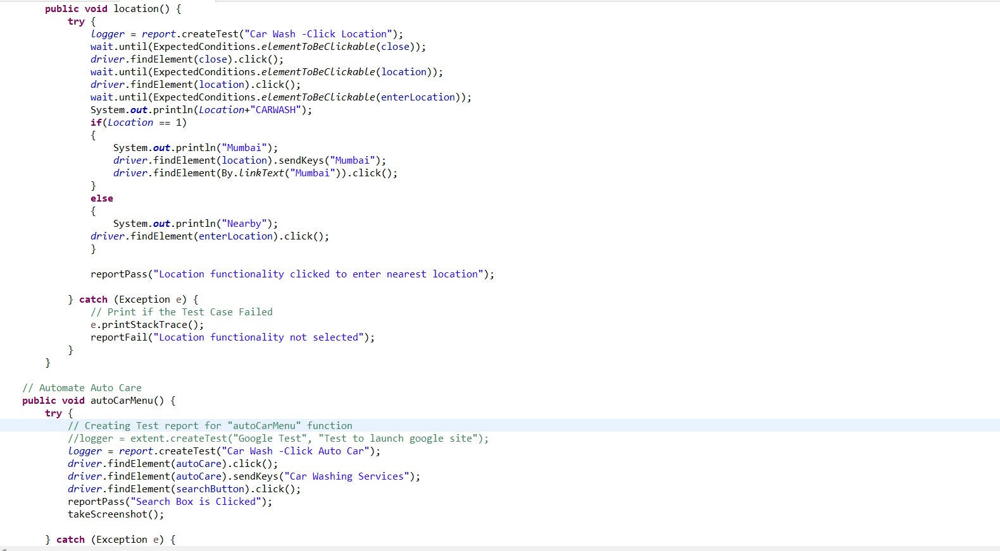 public void location() {
try {
logger = report.createTest("Car Wash -Click Location");
wait.until(ExpectedConditions.elementToBeClickable(close));
driver.findElement(close).click();
wait.until(ExpectedConditions.elementToBeClickable(location));
driver.findElement(location).click();
wait.until(ExpectedConditions.elementToBeClickable(enterLocation));
System.out.println(Location+"CARWASH");
if(Location == 1)
{
System.out.println("Mumbai");
driver.findElement(location).sendKeys("Mumbai");
driver.findElement(By.linkText("Mumbai")).click();
}
else
{
System.out.println("Nearby");
driver.findElement(enterLocation).click();
}
reportPass("Location functionality clicked to enter nearest location");
} catch (Exception e) {
// Print if the Test Case Failed
e.printStackTrace();
reportFail("Location functionality not selected");
}
}
// Automate Auto Care
public void autoCarMenu() {
try {
// Creating Test report for "autoCarMenu" function
//logger = extent.createTest("Google Test", "Test to launch google site");
logger = report.createTest("Car Wash -Click Auto Car");
driver.findElement(autoCare).click();
driver.findElement(autoCare).sendKeys("Car Washing Services");
driver.findElement(searchButton).click();
reportPass("Search Box is Clicked");
takeScreenshot();
} catch (Exception e) {